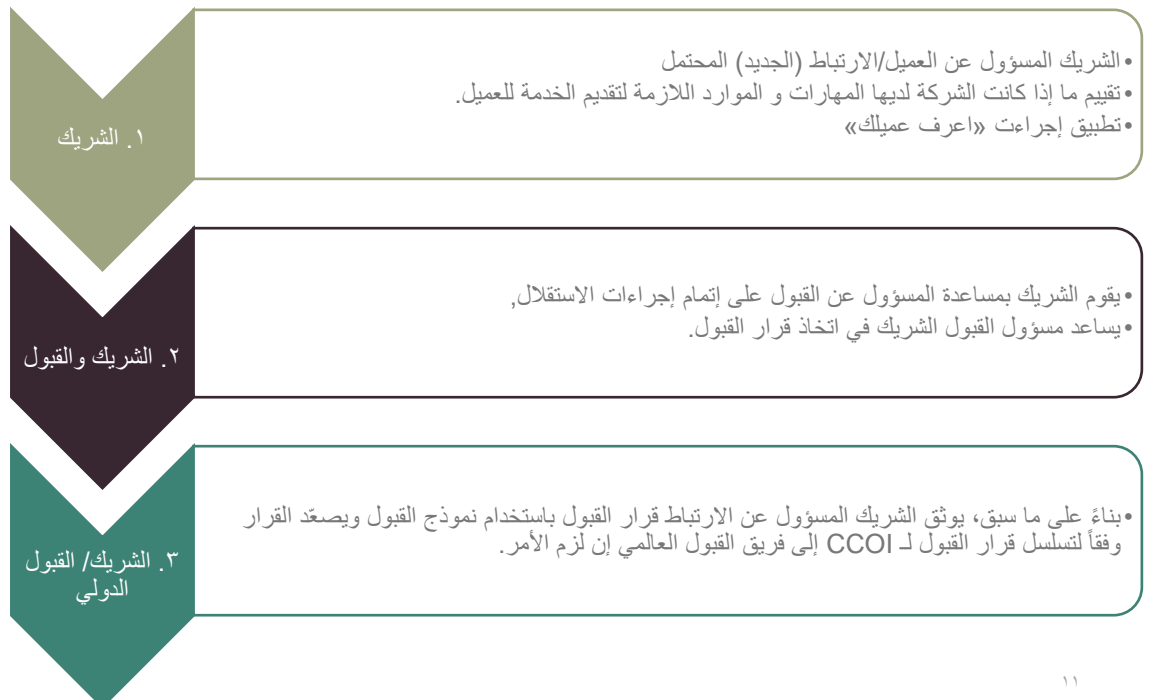 ١. الشريك
•الشريك المسؤول عن العميل/الارتباط (الجديد) المحتمل
•تقييم ما إذا كانت الشركة لديها المهارات و الموارد اللازمة لتقديم الخدمة للعميل.
•تطبيق إجراءت «اعرف عميلك»
٢. الشريك والقبول
•يقوم الشريك بمساعدة المسؤول عن القبول على إتمام إجراءات الاستقلال,
•يساعد مسؤول القبول الشريك في اتخاذ قرار القبول.
٣. الشريك/ القبول
الدولي
•بناءً على ما سبق، يوثق الشريك المسؤول عن الارتباط قرار القبول باستخدام نموذج القبول ويصعّد القرار
وفقاً لتسلسل قرار القبول لـ CCOI إلى فريق القبول العالمي إن لزم الأمر.
١١